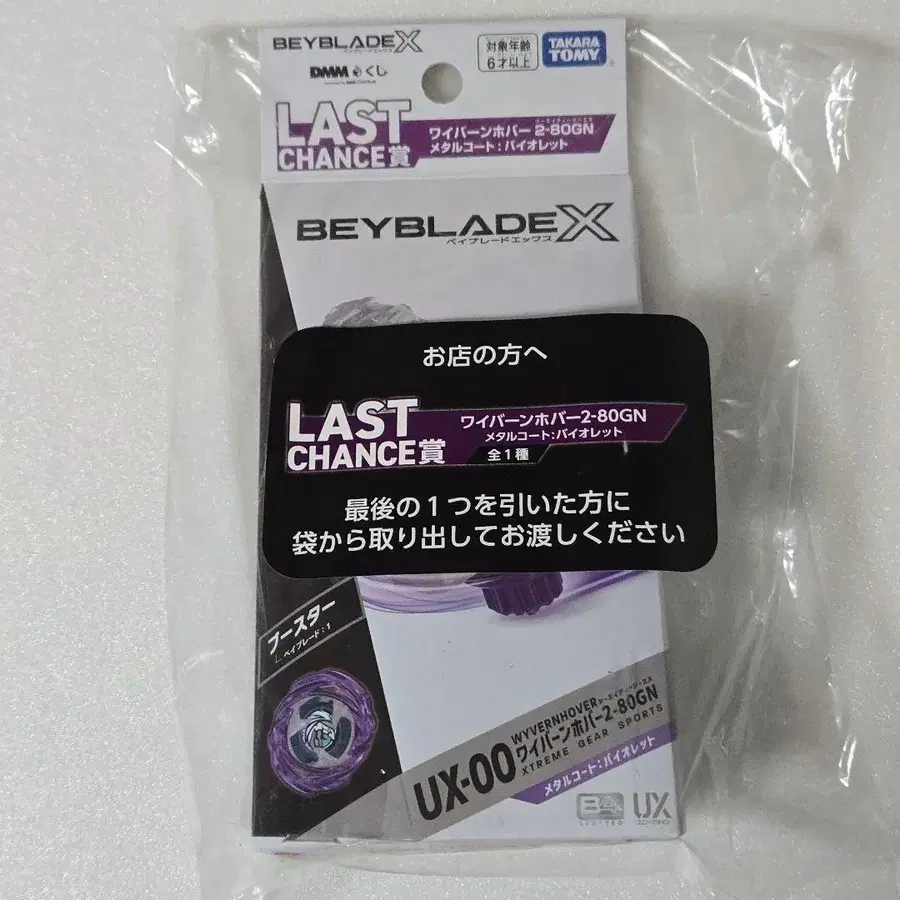 BEYBLADE X
ベイブレードエックス
対象年齢
6才以上
TAKARA
TOMY
DMM くじ
LAST
CHANCE賞
ワイバーンホバー 2-80GN
メタルコート:バイオレット
BEYBLADE X
ベイブレードエックス
お店の方へ
LAST
CHANCE賞
ワイバーンホバー2-80GN
メタルコート:バイオレット
全1種
最後の1つを引いた方に
袋から取り出してお渡しください
ブースター
ベイブレード:1
UX-00
WYVERNHOVER
ワイバーンホバー2-80GN
XTREME GEAR SPORTS
メタルコート:バイオレット
B4
LIMITED
UX